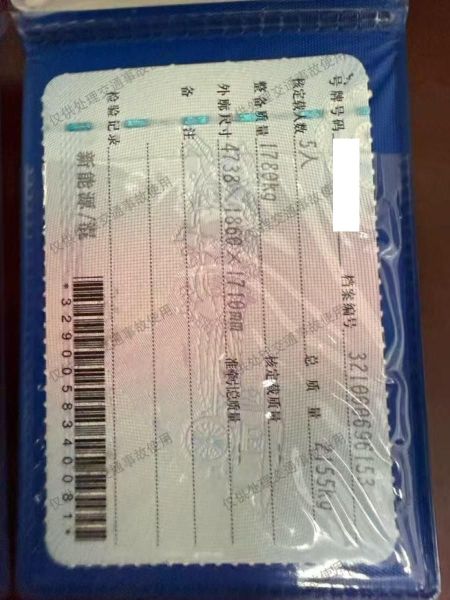 号牌号码 档案编号 321060696153
核定载人数 5人 总质量 2155kg
整备质量 1780kg 核定载质量 --
外廓尺寸 4738×1860×1710mm 准牵引总质量 --
备注
检验记录
新能源/混
*3290058340081*
仅供处理交通事故使用